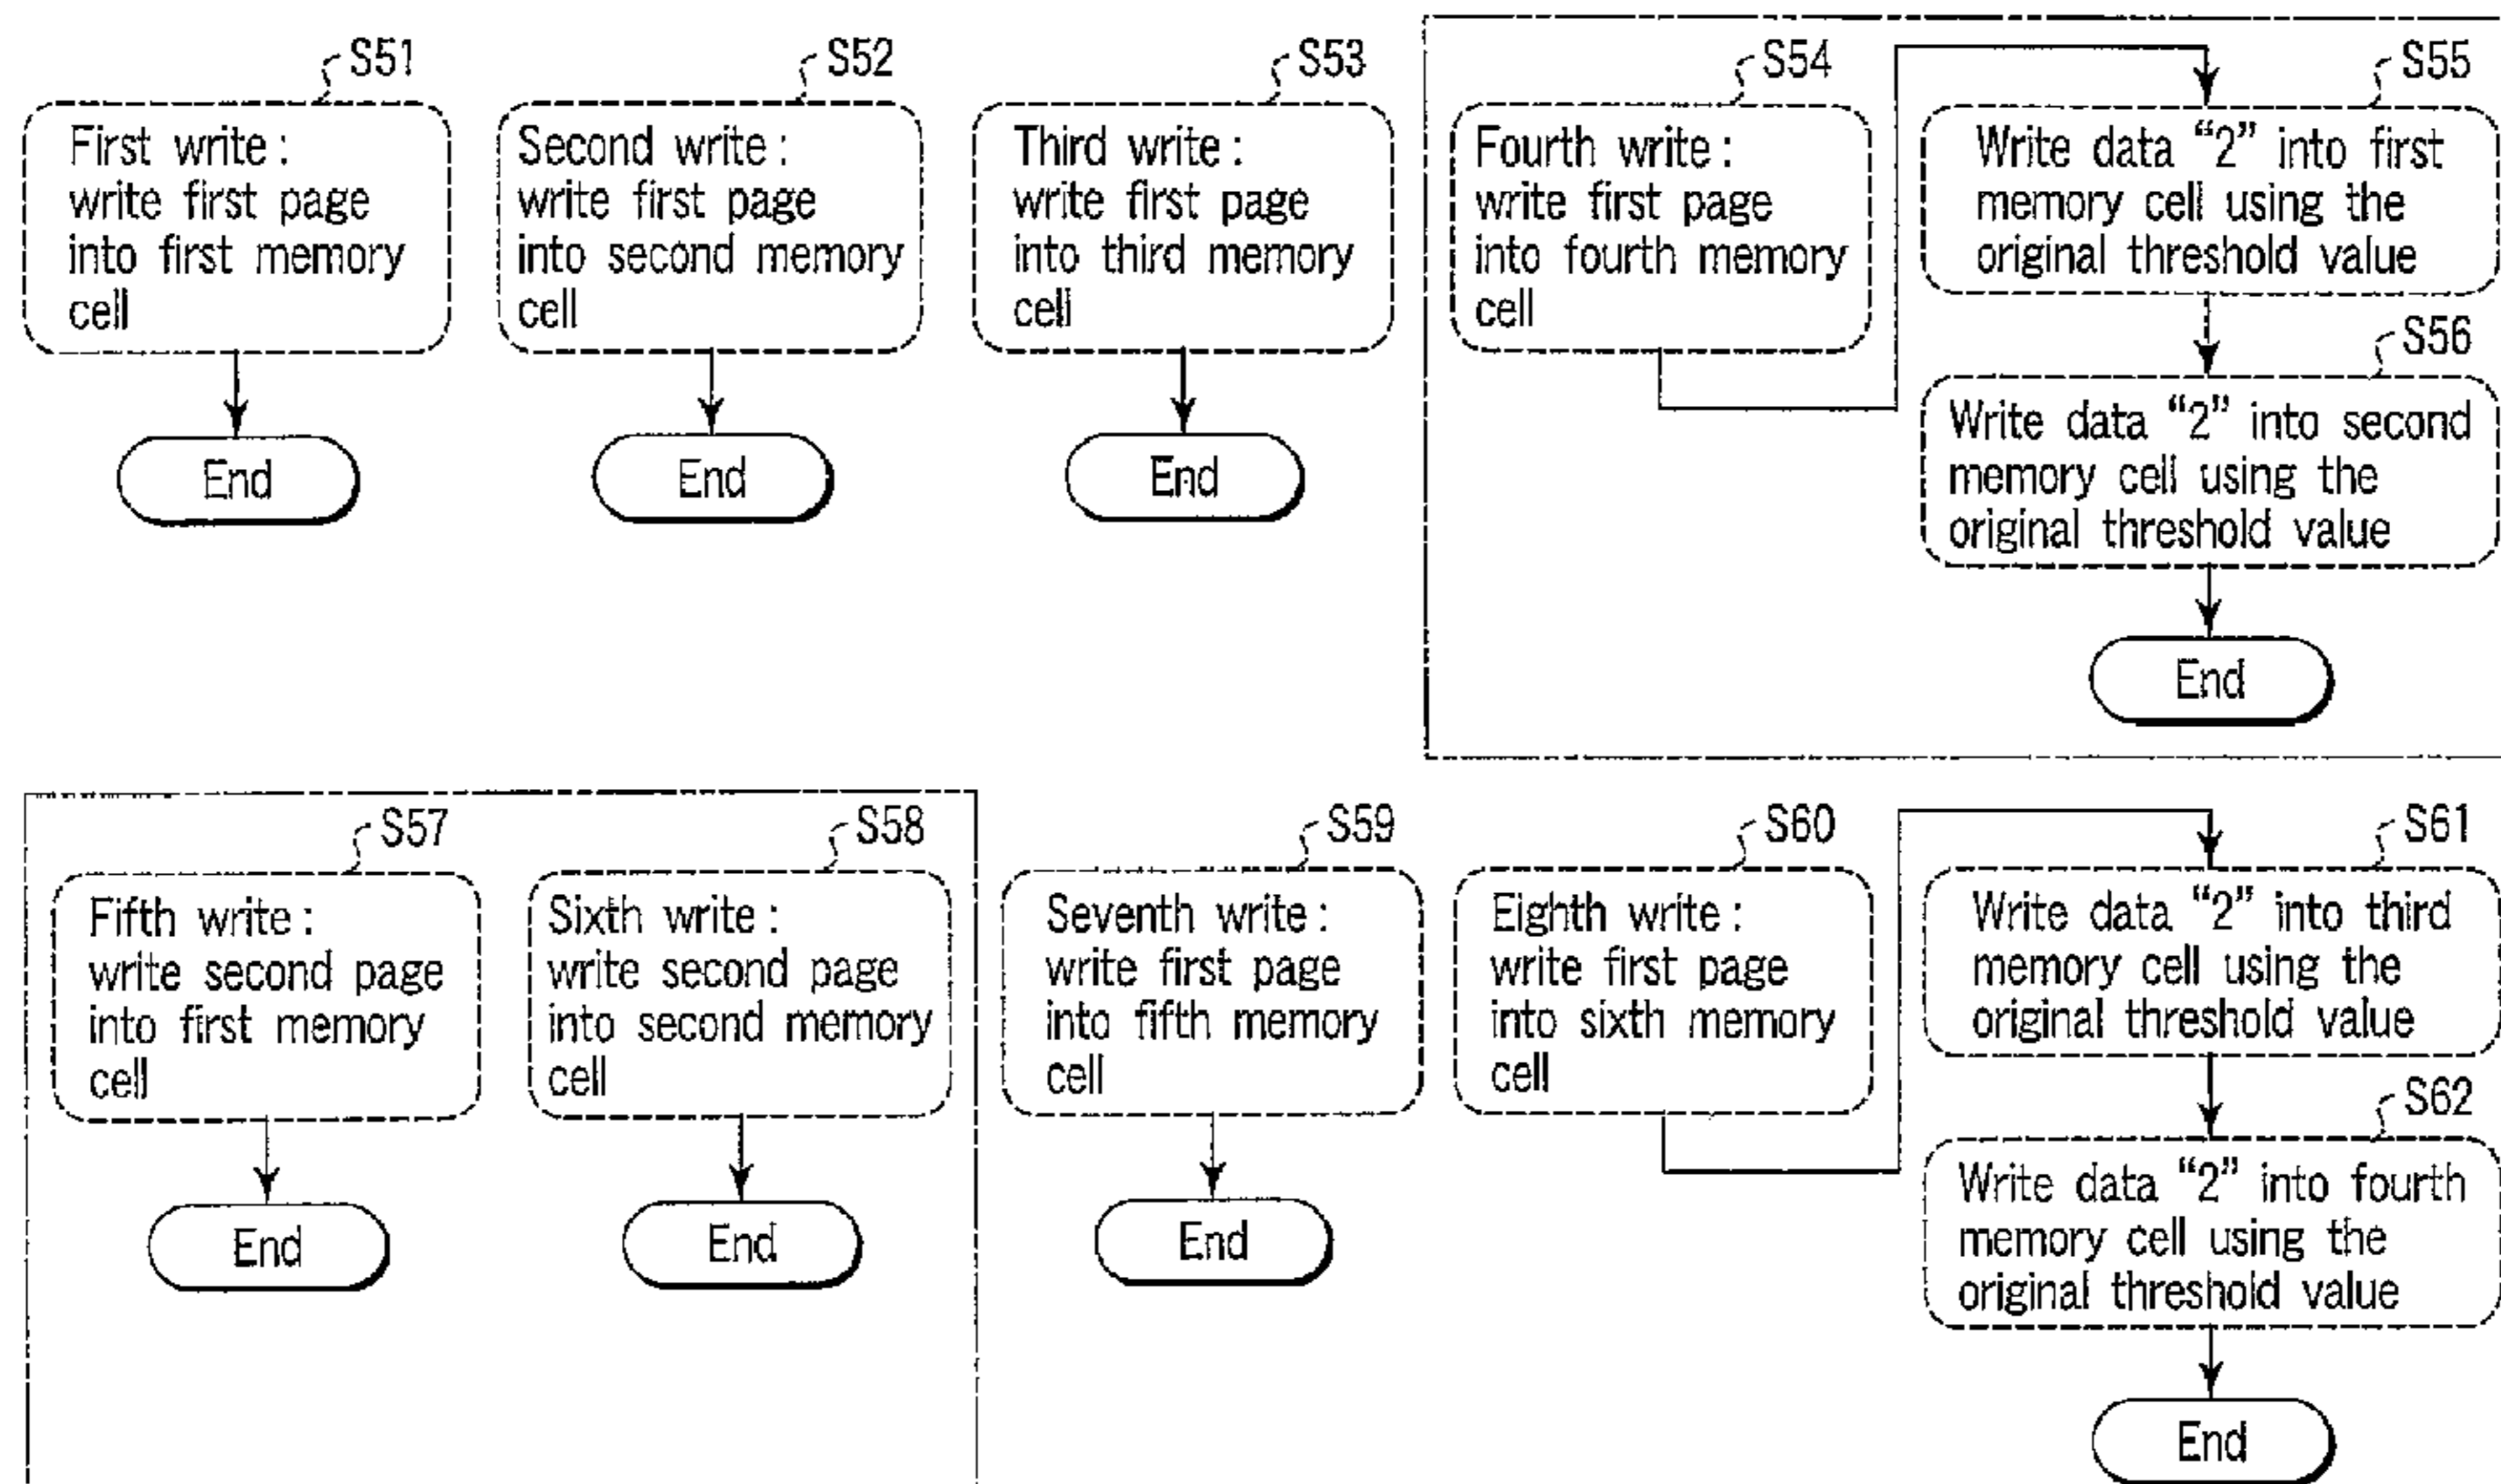 S51
First write :
write first page
into first memory
cell
End
S52
Second write :
write first page
into second memory
cell
End
S53
Third write :
write first page
into third memory
cell
End
S54
Fourth write :
write first page
into fourth memory
cell
S55
Write data “2” into first
memory cell using the
original threshold value
S56
Write data “2” into second
memory cell using the
original threshold value
End
S57
Fifth write :
write second page
into first memory
cell
End
S58
Sixth write :
write second page
into second memory
cell
End
S59
Seventh write :
write first page
into fifth memory
cell
End
S60
Eighth write :
write first page
into sixth memory
cell
S61
Write data “2” into third
memory cell using the
original threshold value
S62
Write data “2” into fourth
memory cell using the
original threshold value
End